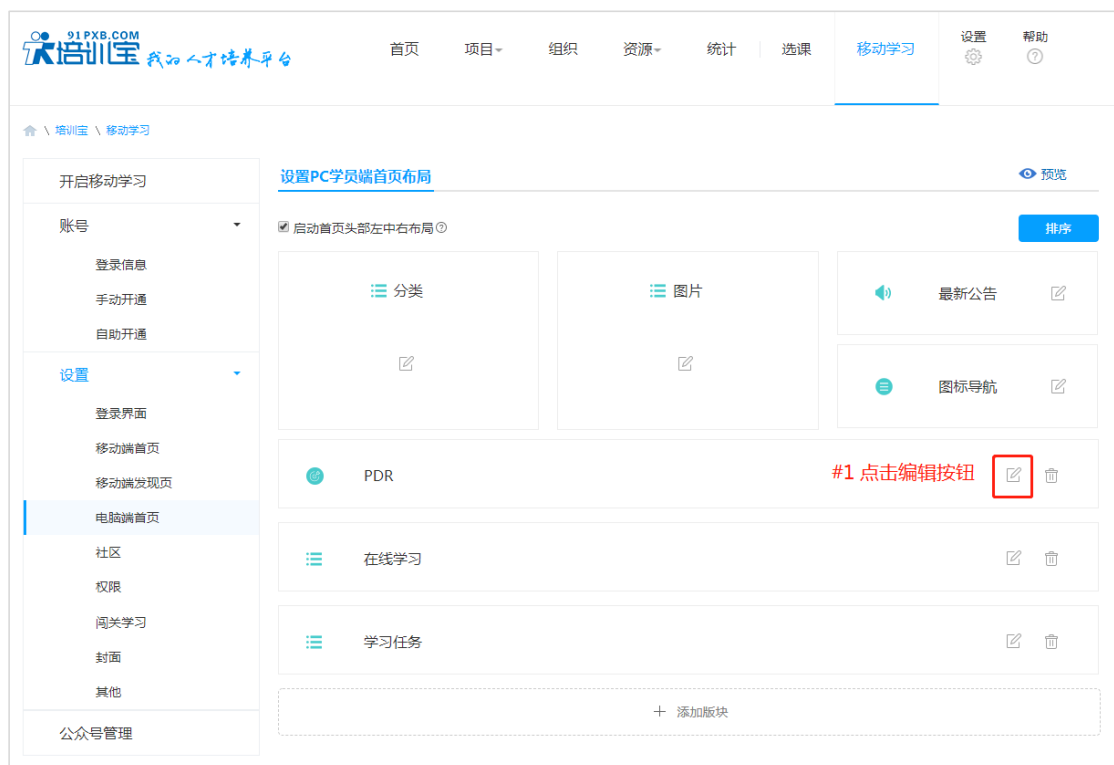 91PXB.COM
培训宝 我的人才培养平台
首页 项目 组织 资源 统计 选课 移动学习 设置 帮助
\ 培训宝 \ 移动学习
开启移动学习
账号
登录信息
手动开通
自助开通
设置
登录界面
移动端首页
移动端发现页
电脑端首页
社区
权限
闯关学习
封面
其他
公众号管理
设置PC学员端首页布局 预览
启动首页头部左中右布局 排序
分类
图片
最新公告
图标导航
PDR #1 点击编辑按钮
在线学习
学习任务
+ 添加版块